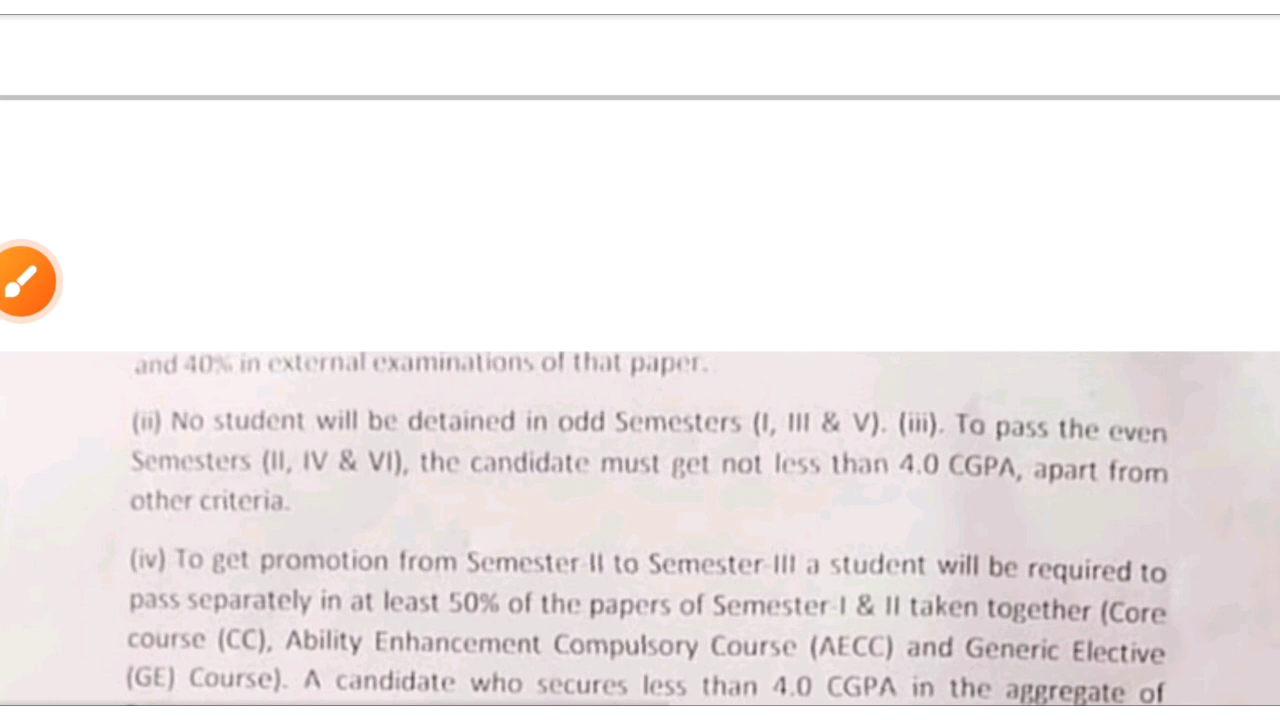 and 40% in external examinations of that paper.
(ii) No student will be detained in odd Semesters (I, III & V). (iii). To pass the even
Semesters (II, IV & VI), the candidate must get not less than 4.0 CGPA, apart from
other criteria.
(iv) To get promotion from Semester-II to Semester-III a student will be required to
pass separately in at least 50% of the papers of Semester-I & II taken together (Core
course (CC), Ability Enhancement Compulsory Course (AECC) and Generic Elective
(GE) Course). A candidate who secures less than 4.0 CGPA in the aggregate of